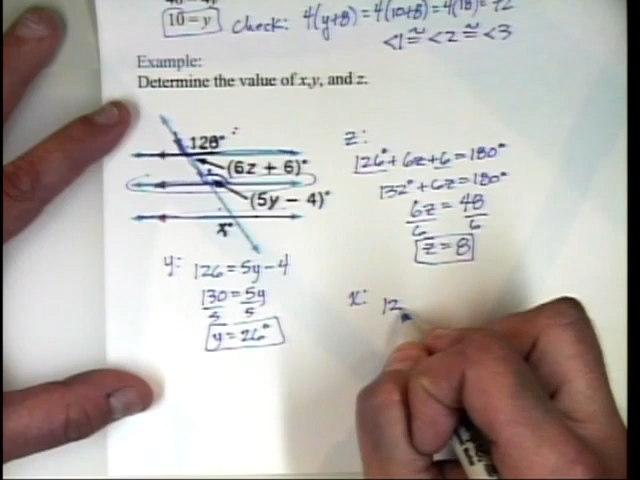 10 = y check: 4(y+8) = 4(10+8) = 4(18) = 72
<1 ≅ <2 ≅ <3
Example:
Determine the value of x,y, and z.
126°
(6z + 6)°
(5y − 4)°
x°
z:
126° + 6z + 6 = 180°
132° + 6z = 180°
6z = 48
6 6
z = 8
y: 126 = 5y - 4
130 = 5y
5 5
y = 26°
x: 12